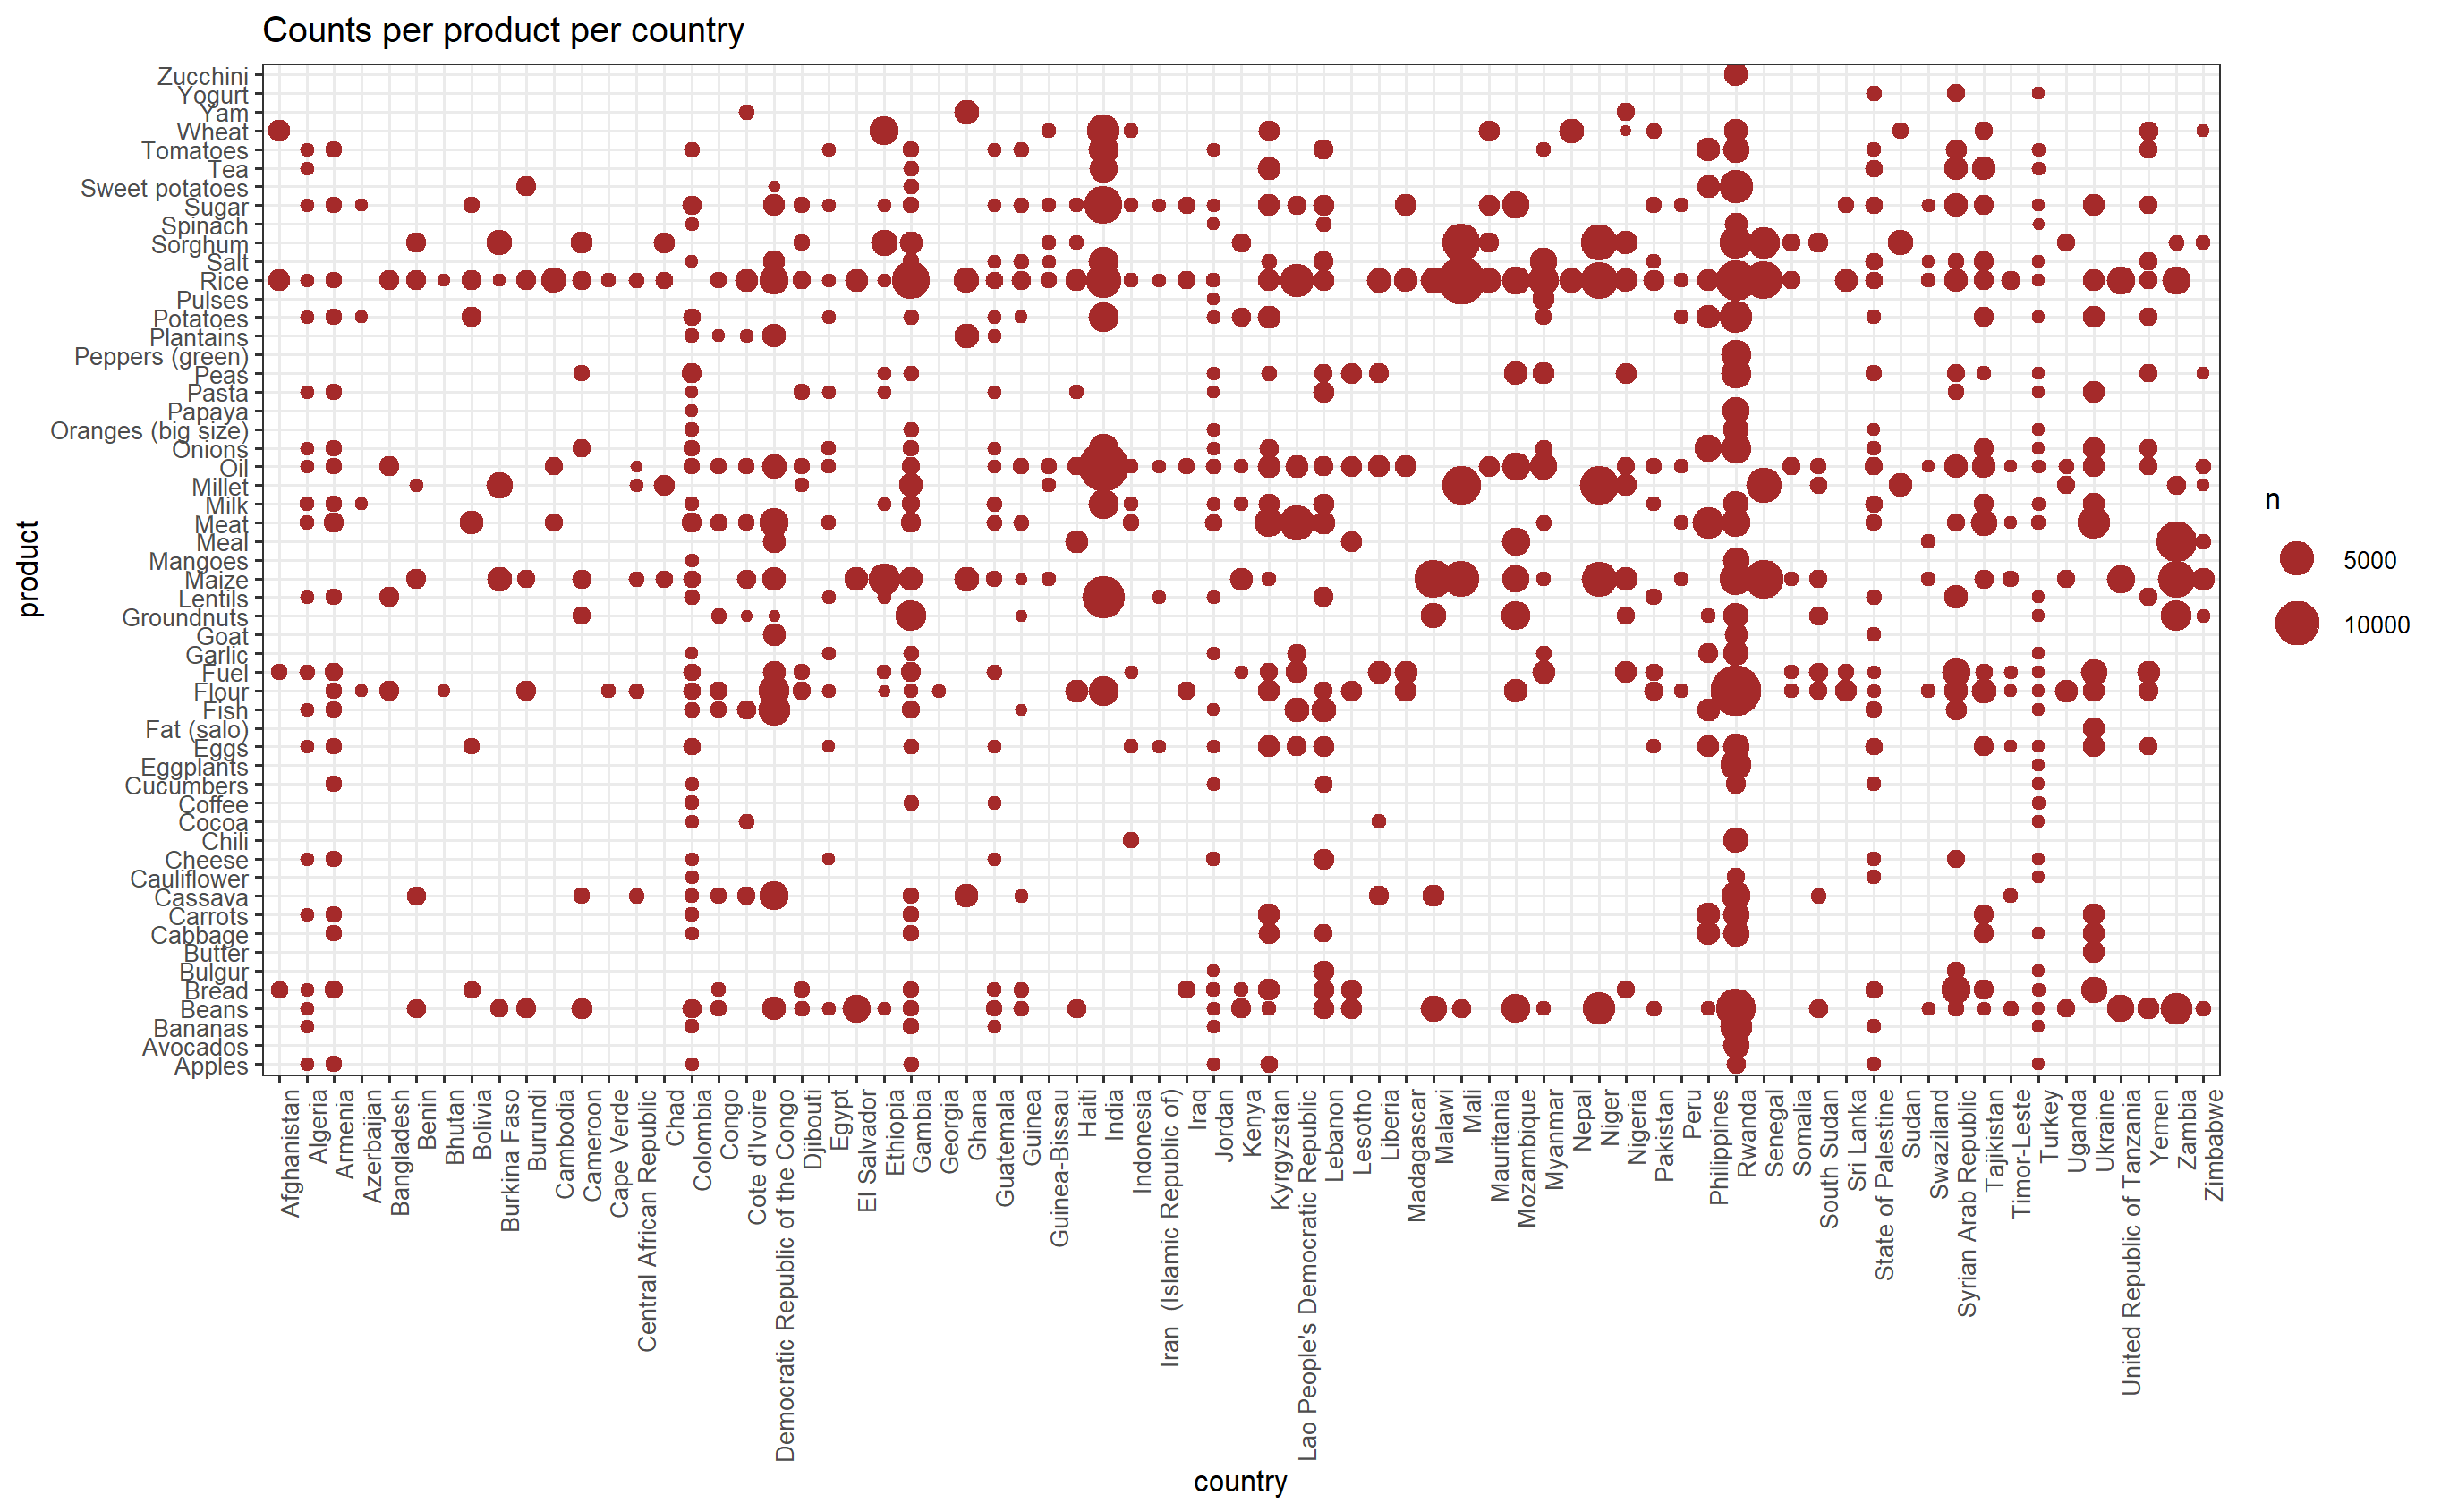 Counts per product per country
product
Zucchini
Yogurt
Yam
Wheat
Tomatoes
Tea
Sweet potatoes
Sugar
Spinach
Sorghum
Salt
Rice
Pulses
Potatoes
Plantains
Peppers (green)
Peas
Pasta
Papaya
Oranges (big size)
Onions
Oil
Millet
Milk
Meat
Meal
Mangoes
Maize
Lentils
Groundnuts
Goat
Garlic
Fuel
Flour
Fish
Fat (salo)
Eggs
Eggplants
Cucumbers
Coffee
Cocoa
Chili
Cheese
Cauliflower
Cassava
Carrots
Cabbage
Butter
Bulgur
Bread
Beans
Bananas
Avocados
Apples
Afghanistan
Algeria
Armenia
Azerbaijan
Bangladesh
Benin
Bhutan
Bolivia
Burkina Faso
Burundi
Cambodia
Cameroon
Cape Verde
Central African Republic
Chad
Colombia
Congo
Cote d'Ivoire
Democratic Republic of the Congo
Djibouti
Egypt
El Salvador
Ethiopia
Gambia
Georgia
Ghana
Guatemala
Guinea
Guinea-Bissau
Haiti
India
Indonesia
Iran  (Islamic Republic of)
Iraq
Jordan
Kenya
Kyrgyzstan
Lao People's Democratic Republic
Lebanon
Lesotho
Liberia
Madagascar
Malawi
Mali
Mauritania
Mozambique
Myanmar
Nepal
Niger
Nigeria
Pakistan
Peru
Philippines
Rwanda
Senegal
Somalia
South Sudan
Sri Lanka
State of Palestine
Sudan
Swaziland
Syrian Arab Republic
Tajikistan
Timor-Leste
Turkey
Uganda
Ukraine
United Republic of Tanzania
Yemen
Zambia
Zimbabwe
country
n
5000
10000